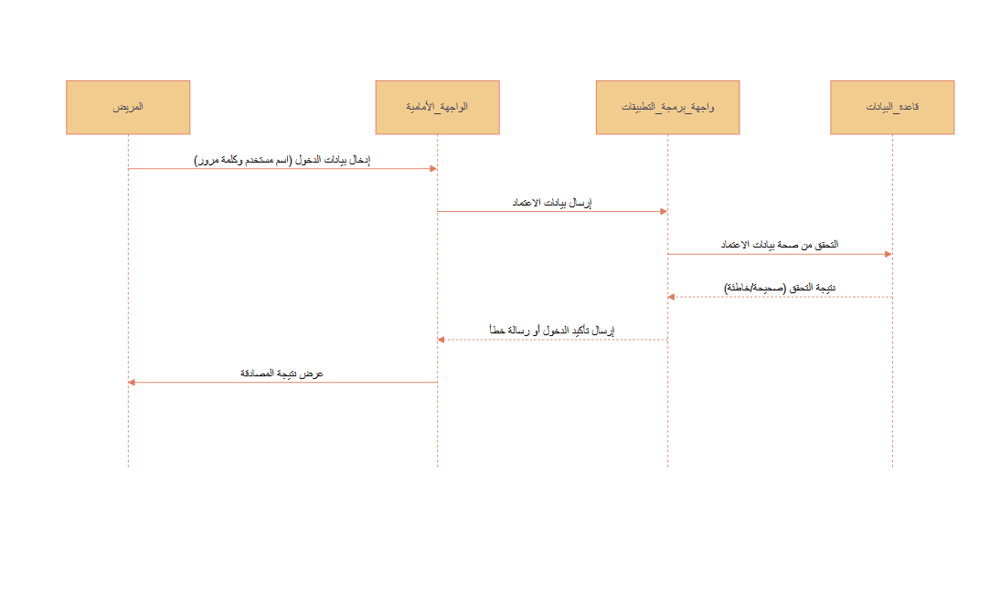 المريض
الواجهة_الأمامية
واجهة_برمجة_التطبيقات
قاعده_البيانات
إدخال بيانات الدخول (اسم مستخدم وكلمة مرور)
إرسال بيانات الاعتماد
التحقق من صحة بيانات الاعتماد
نتيجة التحقق (صحيحة/خاطئة)
إرسال تأكيد الدخول أو رسالة خطأ
عرض نتيجة المصادقة